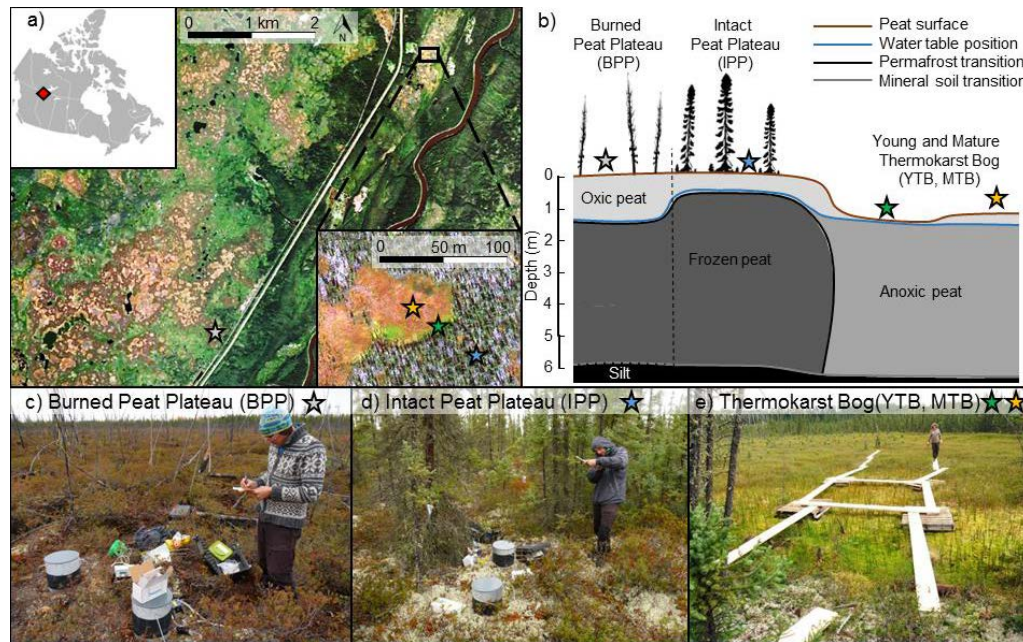 a)
0 1 km 2
N
0 50 m 100
b)
Burned
Peat Plateau
(BPP)
Intact
Peat Plateau
(IPP)
Peat surface
Water table position
Permafrost transition
Mineral soil transition
Young and Mature
Thermokarst Bog
(YTB, MTB)
0
1
2
3
4
5
6
Depth (m)
Oxic peat
Frozen peat
Anoxic peat
Silt
c) Burned Peat Plateau (BPP)
d) Intact Peat Plateau (IPP)
e) Thermokarst Bog(YTB, MTB)